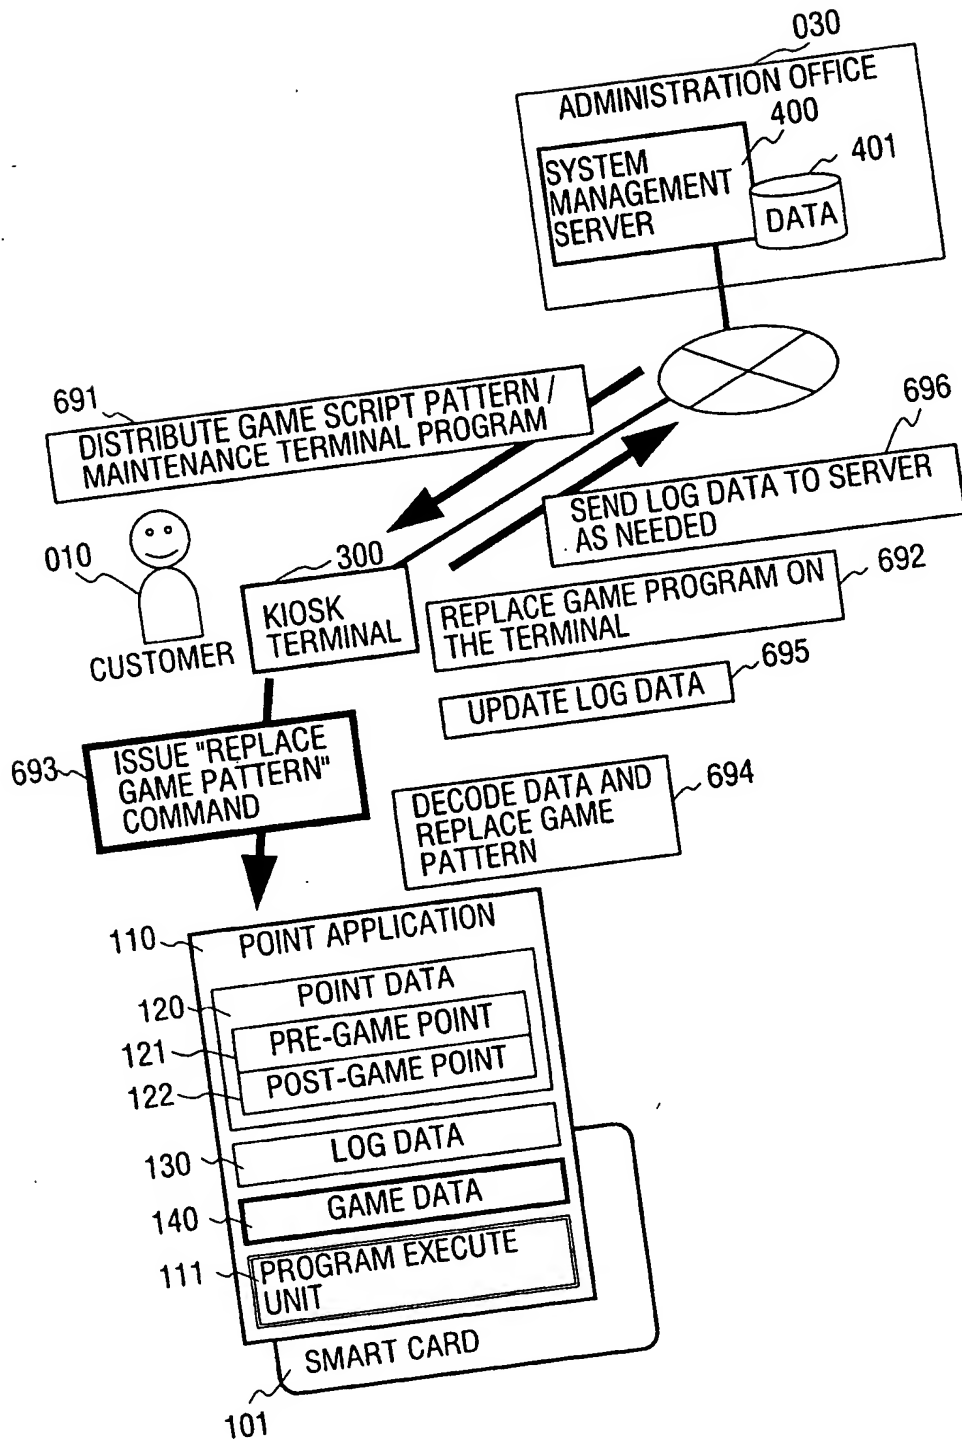 030
ADMINISTRATION OFFICE
400
SYSTEM
MANAGEMENT
SERVER
401
DATA
691
DISTRIBUTE GAME SCRIPT PATTERN /
MAINTENANCE TERMINAL PROGRAM
696
SEND LOG DATA TO SERVER
AS NEEDED
010
CUSTOMER
300
KIOSK
TERMINAL
692
REPLACE GAME PROGRAM ON
THE TERMINAL
695
UPDATE LOG DATA
693
ISSUE "REPLACE
GAME PATTERN"
COMMAND
694
DECODE DATA AND
REPLACE GAME
PATTERN
110
POINT APPLICATION
120
POINT DATA
121
PRE-GAME POINT
122
POST-GAME POINT
130
LOG DATA
140
GAME DATA
111
PROGRAM EXECUTE
UNIT
SMART CARD
101